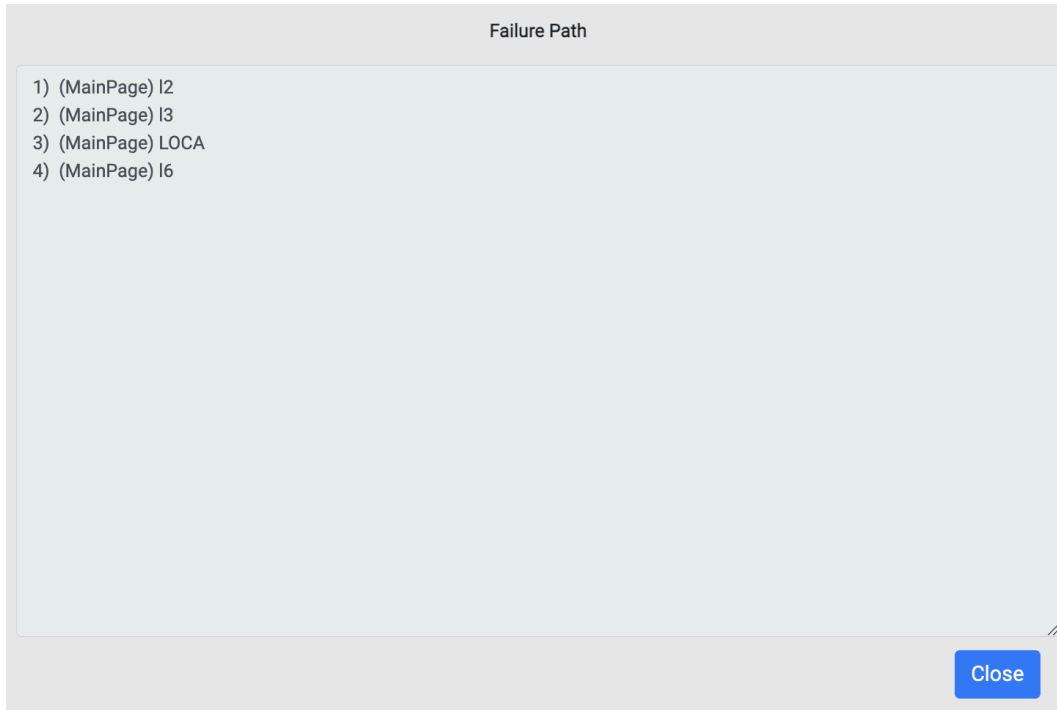 Failure Path
1) (MainPage) l2
2) (MainPage) l3
3) (MainPage) LOCA
4) (MainPage) l6
Close